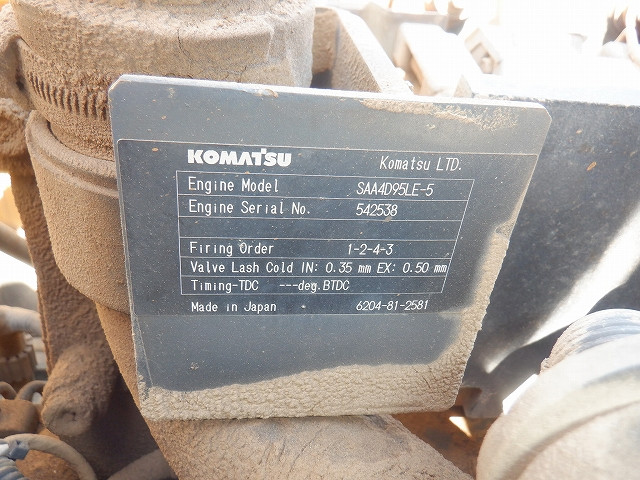 KOMATSU Komatsu LTD.
Engine Model SAA4D95LE-5
Engine Serial No. 542538
Firing Order 1-2-4-3
Valve Lash Cold IN: 0.35 mm EX: 0.50 mm
Timing-TDC ---deg.BTDC
Made in Japan 6204-81-2581